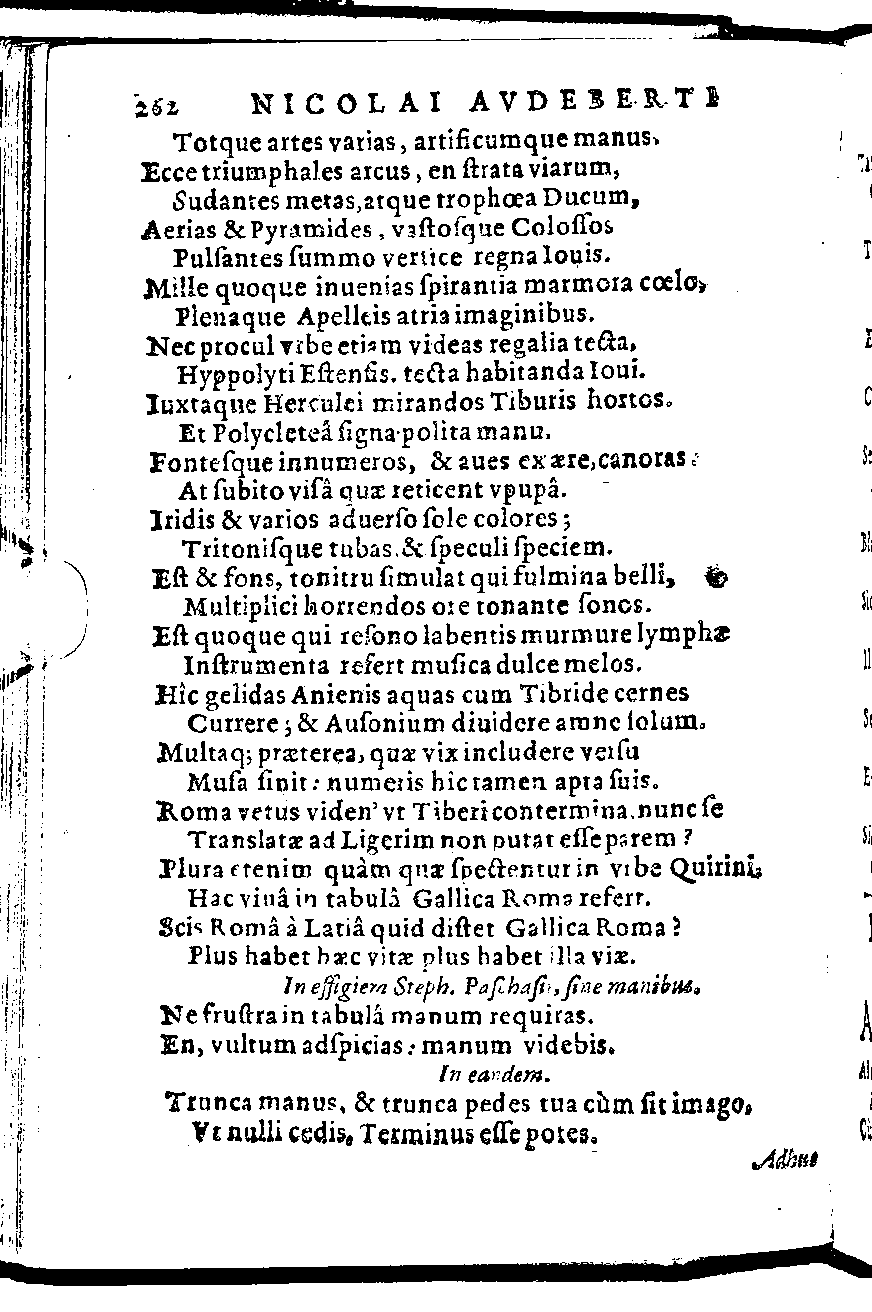 262 NICOLAI AVDEBERTI
Totque artes varias, artificumque manus,
Ecce triumphales arcus, en ſtrata viarum,
Sudantes metas, atque trophœa Ducum,
Aerias & Pyramides, vaſtoſque Coloſſos
Pulſantes ſummo vertice regna Iouis.
Mille quoque inuenias ſpirantia marmora cœlo,
Plenaque Apelleis atria imaginibus.
Nec procul vrbe etiam videas regalia tecta,
Hyppolyti Eſtenſis. tecta habitanda Ioui.
Iuxtaque Herculei mirandos Tiburis hortos.
Et Polycleteâ ſigna polita manu.
Fonteſque innumeros, & aues ex ære, canoras:
At ſubito viſâ quæ reticent vpupâ.
Iridis & varios aduerſo ſole colores;
Tritoniſque tubas. & ſpeculi ſpeciem.
Eſt & fons, tonitru ſimulat qui fulmina belli,
Multiplici horrendos ore tonante ſonos.
Eſt quoque qui reſono labentis murmure lymphæ
Inſtrumenta refert muſica dulce melos.
Hîc gelidas Anienis aquas cum Tibride cernes
Currere; & Auſonium diuidere amne ſolum.
Multaq; præterea, quæ vix includere verſu
Muſa ſinit: numeris hic tamen apta ſuis.
Roma vetus viden' vt Tiberi contermina, nunc ſe
Translatæ ad Ligerim non putat eſſe parem?
Plura etenim quàm quæ ſpectentur in vrbe Quirini,
Hac viuâ in tabulâ Gallica Roma refert.
Scis Româ à Latiâ quid diſtet Gallica Roma?
Plus habet hæc vitæ plus habet illa viæ.
In effigiem Steph. Paſchaſii, ſine manibus.
Ne fruſtra in tabulâ manum requiras.
En, vultum adſpicias: manum videbis.
In eandem.
Trunca manus, & trunca pedes tua cùm ſit imago,
Vt nulli cedis, Terminus eſſe potes.
Adhuc